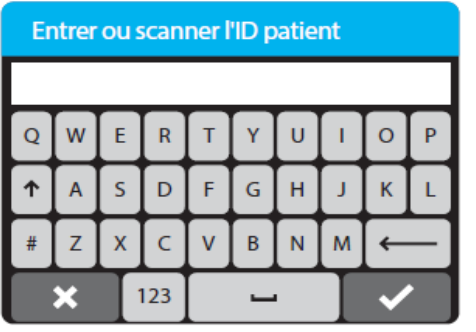 Entrer ou scanner l'ID patient
Q W E R T Y U I O P
A S D F G H J K L
# Z X C V B N M
123